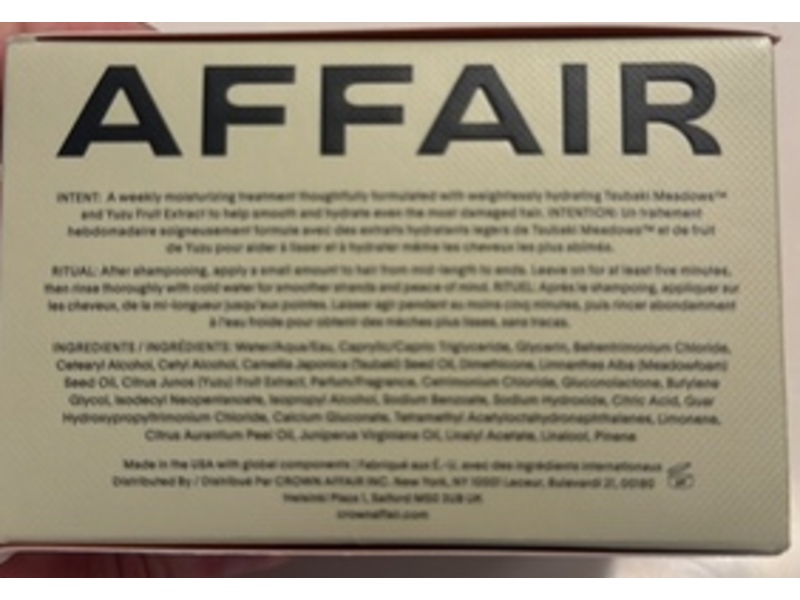 AFFAIR
INTENT: A weekly moisturizing treatment thoughtfully formulated with weightlessly hydrating Tsubaki Meadows™
and Yuzu Fruit Extract to help smooth and hydrate even the most damaged hair. INTENTION: Un traitement
hebdomadaire soigneusement formulé avec des extraits hydratants légers de Tsubaki Meadows™ et de fruit
de Yuzu pour aider à lisser et à hydrater même les cheveux les plus abîmés.
RITUAL: After shampooing, apply a small amount to hair from mid-length to ends. Leave on for at least five minutes,
then rinse thoroughly with cold water for smoother strands and peace of mind. RITUEL: Après le shampoing, appliquer sur
les cheveux, de la mi-longueur jusqu'aux pointes. Laisser agir pendant au moins cinq minutes, puis rincer abondamment
à l'eau froide pour obtenir des mèches plus lisses, sans tracas.
INGREDIENTS / INGRÉDIENTS: Water/Aqua/Eau, Caprylic/Capric Triglyceride, Glycerin, Behentrimonium Chloride,
Cetearyl Alcohol, Cetyl Alcohol, Camellia Japonica (Tsubaki) Seed Oil, Dimethicone, Limnanthes Alba (Meadowfoam)
Seed Oil, Citrus Junos (Yuzu) Fruit Extract, Parfum/Fragrance, Cetrimonium Chloride, Gluconolactone, Butylene
Glycol, Isodecyl Neopentanoate, Isopropyl Alcohol, Sodium Benzoate, Sodium Hydroxide, Citric Acid, Guar
Hydroxypropyltrimonium Chloride, Calcium Gluconate, Tetramethyl Acetyloctahydronaphthalenes, Limonene,
Citrus Aurantium Peel Oil, Juniperus Virginiana Oil, Linalyl Acetate, Linalool, Pinene
Made in the USA with global components | Fabriqué aux É.-U. avec des ingrédients internationaux
Distributed By / Distribué Par CROWN AFFAIR INC. New York, NY 10001 Leceur, Bulevardi 21, 00180
Helsinki Plaza 1, Salford M50 3UB UK
crownaffair.com